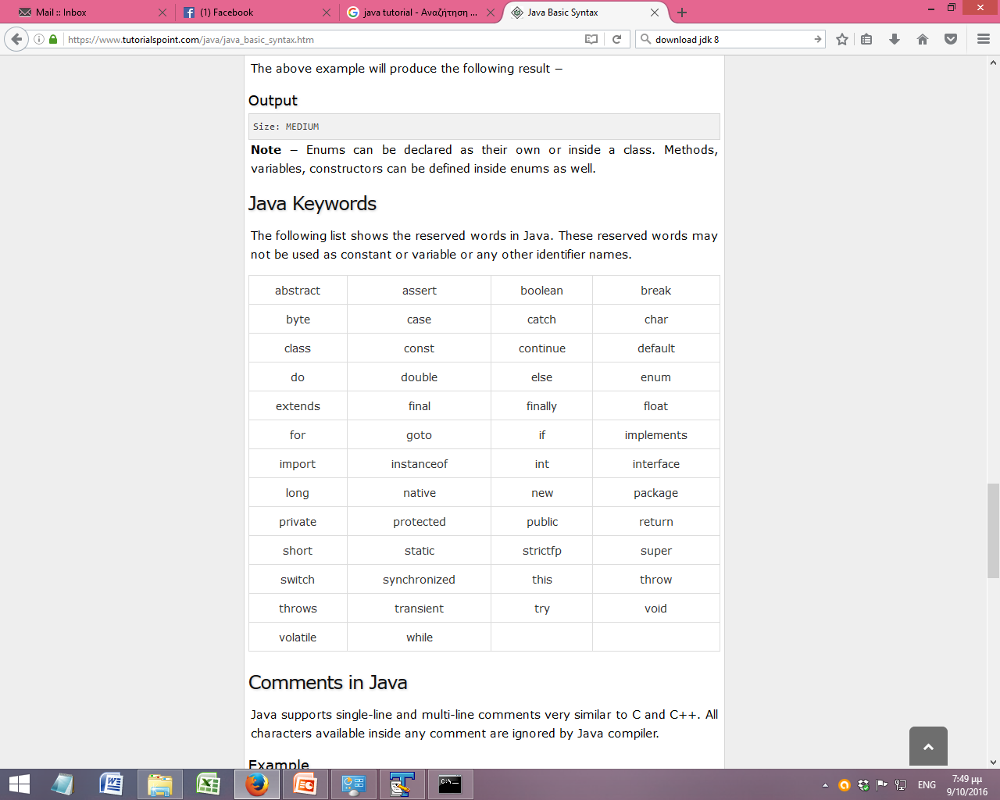 Mail :: Inbox
(1) Facebook
java tutorial - Αναζήτηση ...
Java Basic Syntax
https://www.tutorialspoint.com/java/java_basic_syntax.htm
download jdk 8
The above example will produce the following result −
Output
Size: MEDIUM
Note − Enums can be declared as their own or inside a class. Methods,
variables, constructors can be defined inside enums as well.
Java Keywords
The following list shows the reserved words in Java. These reserved words may
not be used as constant or variable or any other identifier names.
abstract assert boolean break
byte case catch char
class const continue default
do double else enum
extends final finally float
for goto if implements
import instanceof int interface
long native new package
private protected public return
short static strictfp super
switch synchronized this throw
throws transient try void
volatile while
Comments in Java
Java supports single-line and multi-line comments very similar to C and C++. All
characters available inside any comment are ignored by Java compiler.
Example
ENG
7:49 μμ
9/10/2016